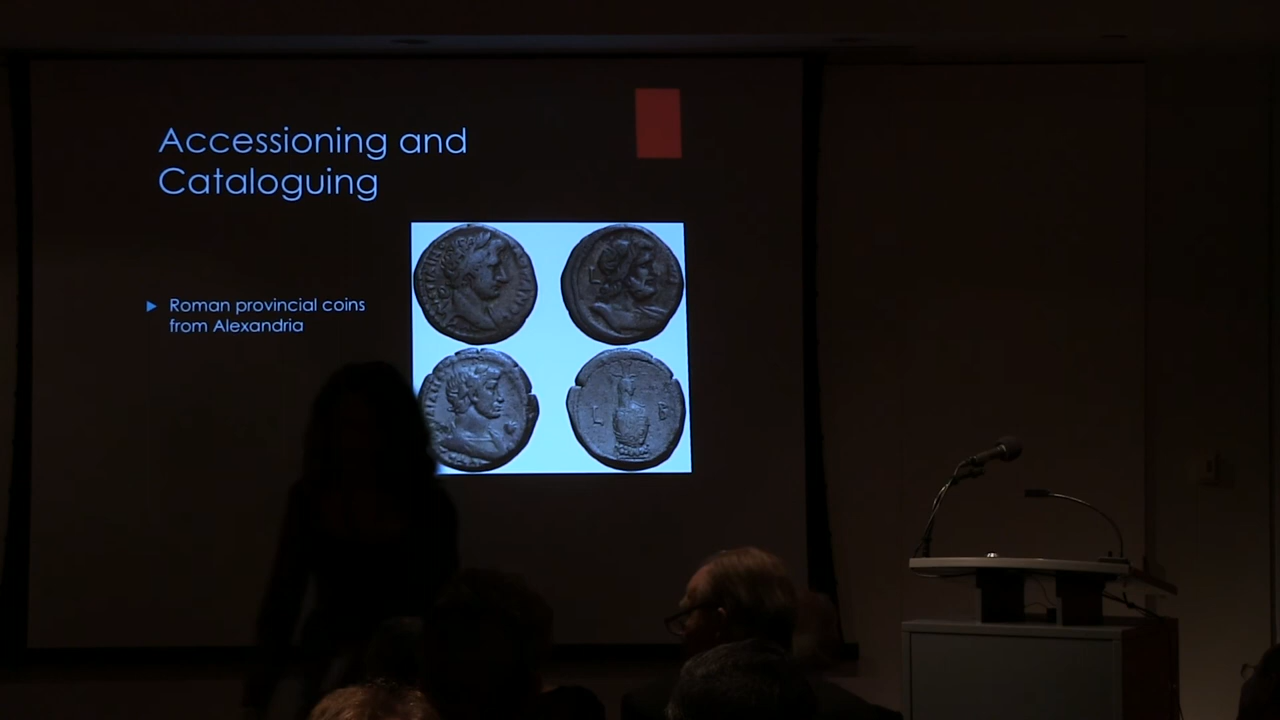 Accessioning and
Cataloguing
Roman provincial coins
from Alexandria
L
L